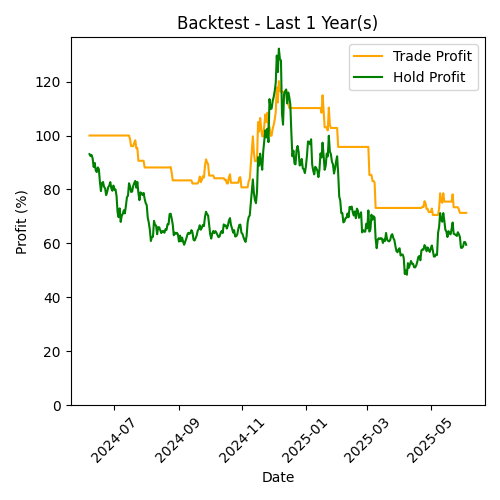 Backtest - Last 1 Year(s)
Trade Profit
Hold Profit
Profit (%)
120
100
80
60
40
20
0
2024-07
2024-09
2024-11
2025-01
2025-03
2025-05
Date